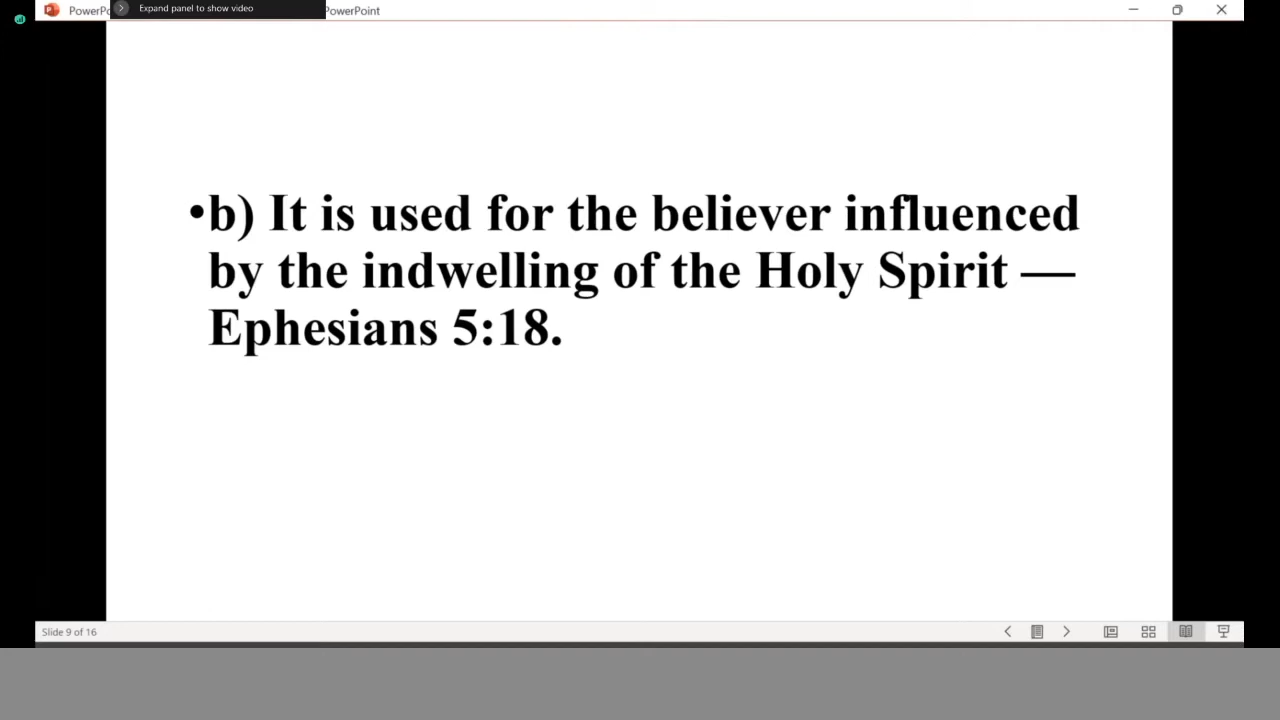 PowerPo
Expand panel to show video
PowerPoint
•b) It is used for the believer influenced
by the indwelling of the Holy Spirit —
Ephesians 5:18.
Slide 9 of 16